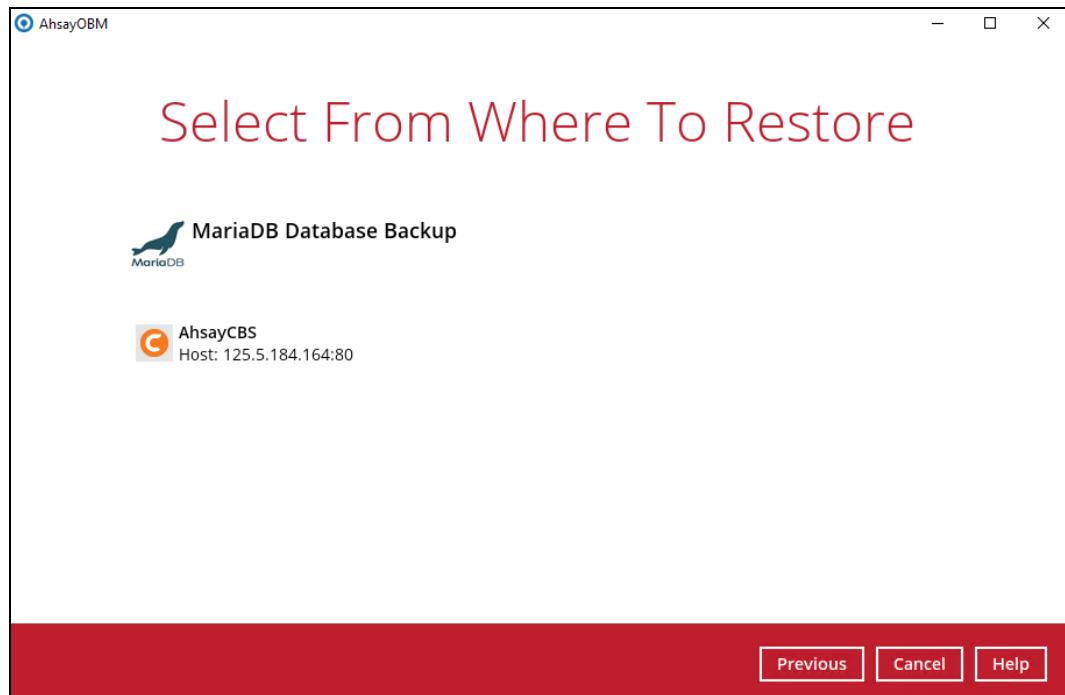 AhsayOBM
Select From Where To Restore
MariaDB Database Backup
MariaDB
AhsayCBS
Host: 125.5.184.164:80
Previous Cancel Help